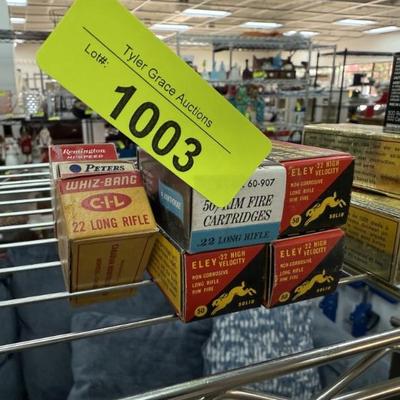 Tyler Grace Auctions
Lot#:
1003
Remington
HI-SPEED
PETERS
WHIZ-BANG
C-I-L
22 LONG RIFLE
60-907
50, RIM FIRE
CARTRIDGES
.22 LONG RIFLE
ELEY .22 HIGH
VELOCITY
NON-CORROSIVE
LONG RIFLE
RIM FIRE
50
SOLID
ELEY .22 HIGH
VELOCITY
NON-CORROSIVE
LONG RIFLE
RIM FIRE
50
SOLID
ELEY .22 HIGH
VELOCITY
NON-CORROSIVE
LONG RIFLE
RIM FIRE
50
SOLID